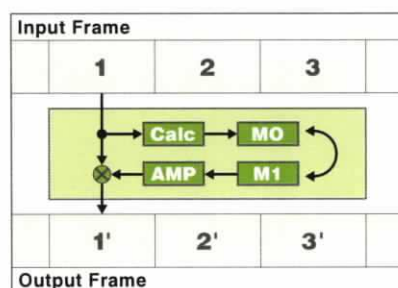 Input Frame
1 2 3
Calc MO
AMP M1
1' 2' 3'
Output Frame